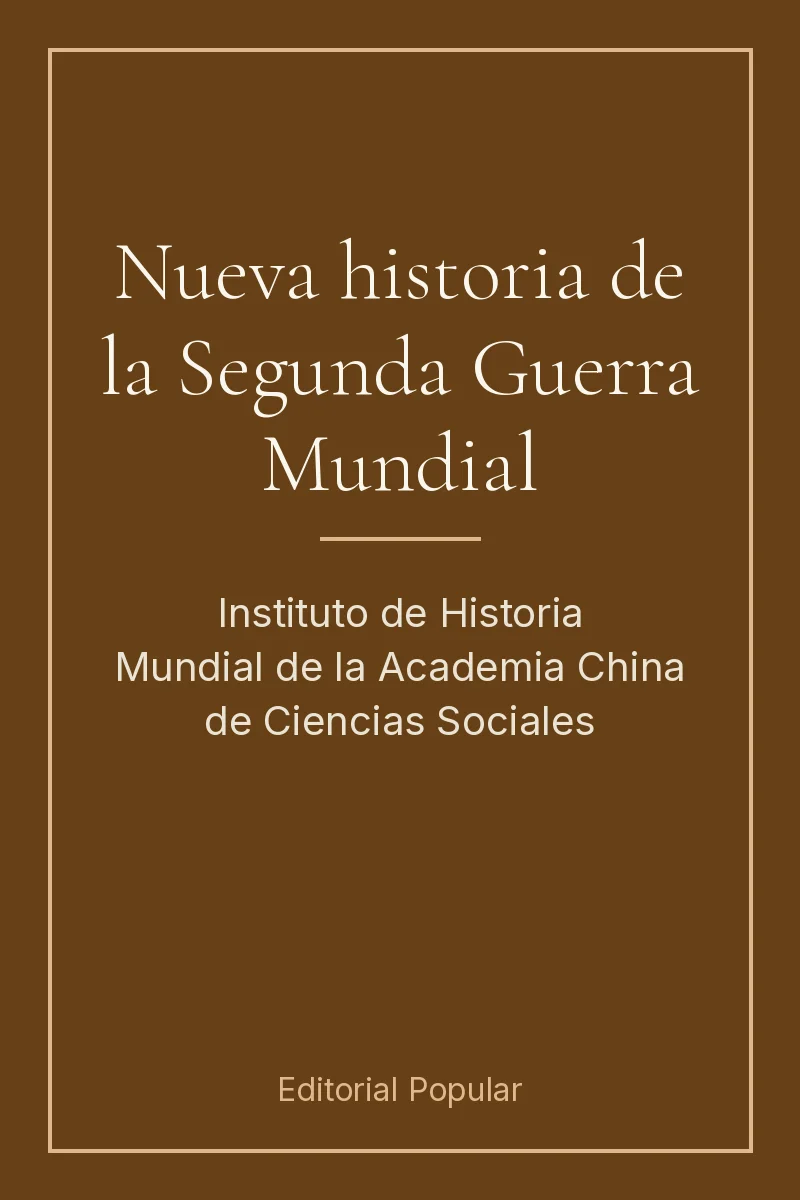 Nueva historia de
la Segunda Guerra
Mundial
Instituto de Historia
Mundial de la Academia China
de Ciencias Sociales
Editorial Popular